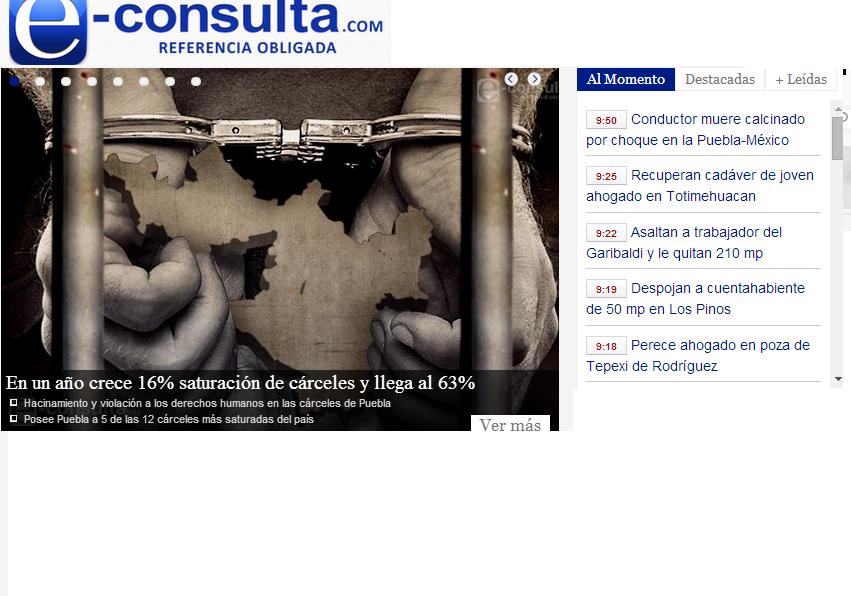 e-consulta.COM
REFERENCIA OBLIGADA
e-consult
En un año crece 16% saturación de cárceles y llega al 63%
Hacinamiento y violación a los derechos humanos en las cárceles de Puebla
Posee Puebla a 5 de las 12 cárceles más saturadas del país
Ver más
Al Momento Destacadas + Leídas
9:50 Conductor muere calcinado
por choque en la Puebla-México
9:25 Recuperan cadáver de joven
ahogado en Totimehuacan
9:22 Asaltan a trabajador del
Garibaldi y le quitan 210 mp
9:19 Despojan a cuentahabiente
de 50 mp en Los Pinos
9:18 Perece ahogado en poza de
Tepexi de Rodríguez